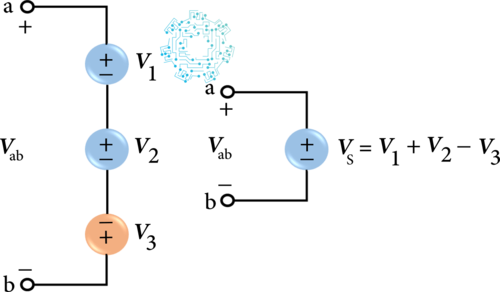 a
+
+
−
V1
+
−
V2
Vab
−
+
V3
b −
a
+
Vab
+
−
Vs = V1 + V2 − V3
b −